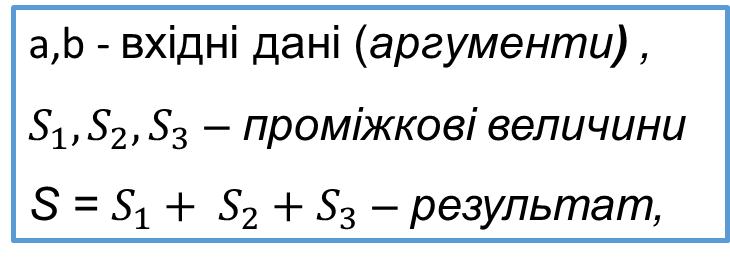 a,b - вхідні дані (аргументи) ,
S₁, S₂, S₃ – проміжкові величини
S = S₁ + S₂ + S₃ – результат,